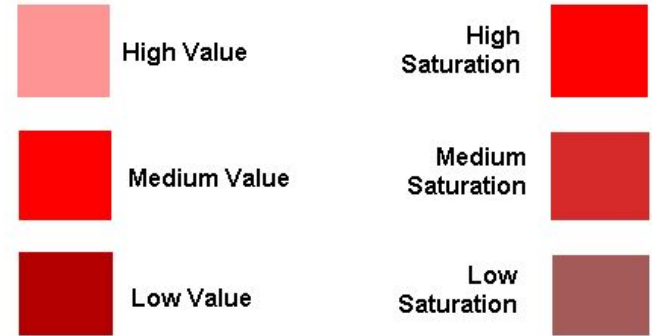 High Value
High
Saturation
Medium Value
Medium
Saturation
Low Value
Low
Saturation